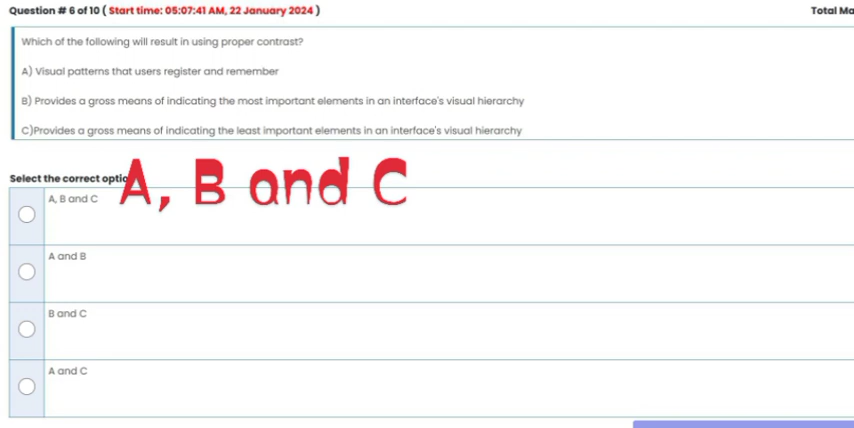 Question # 6 of 10 ( Start time: 05:07:41 AM, 22 January 2024 ) Total Ma
Which of the following will result in using proper contrast?
A) Visual patterns that users register and remember
B) Provides a gross means of indicating the most important elements in an interface's visual hierarchy
C)Provides a gross means of indicating the least important elements in an interface's visual hierarchy
Select the correct optio
A, B and C
A, B and C
A and B
B and C
A and C